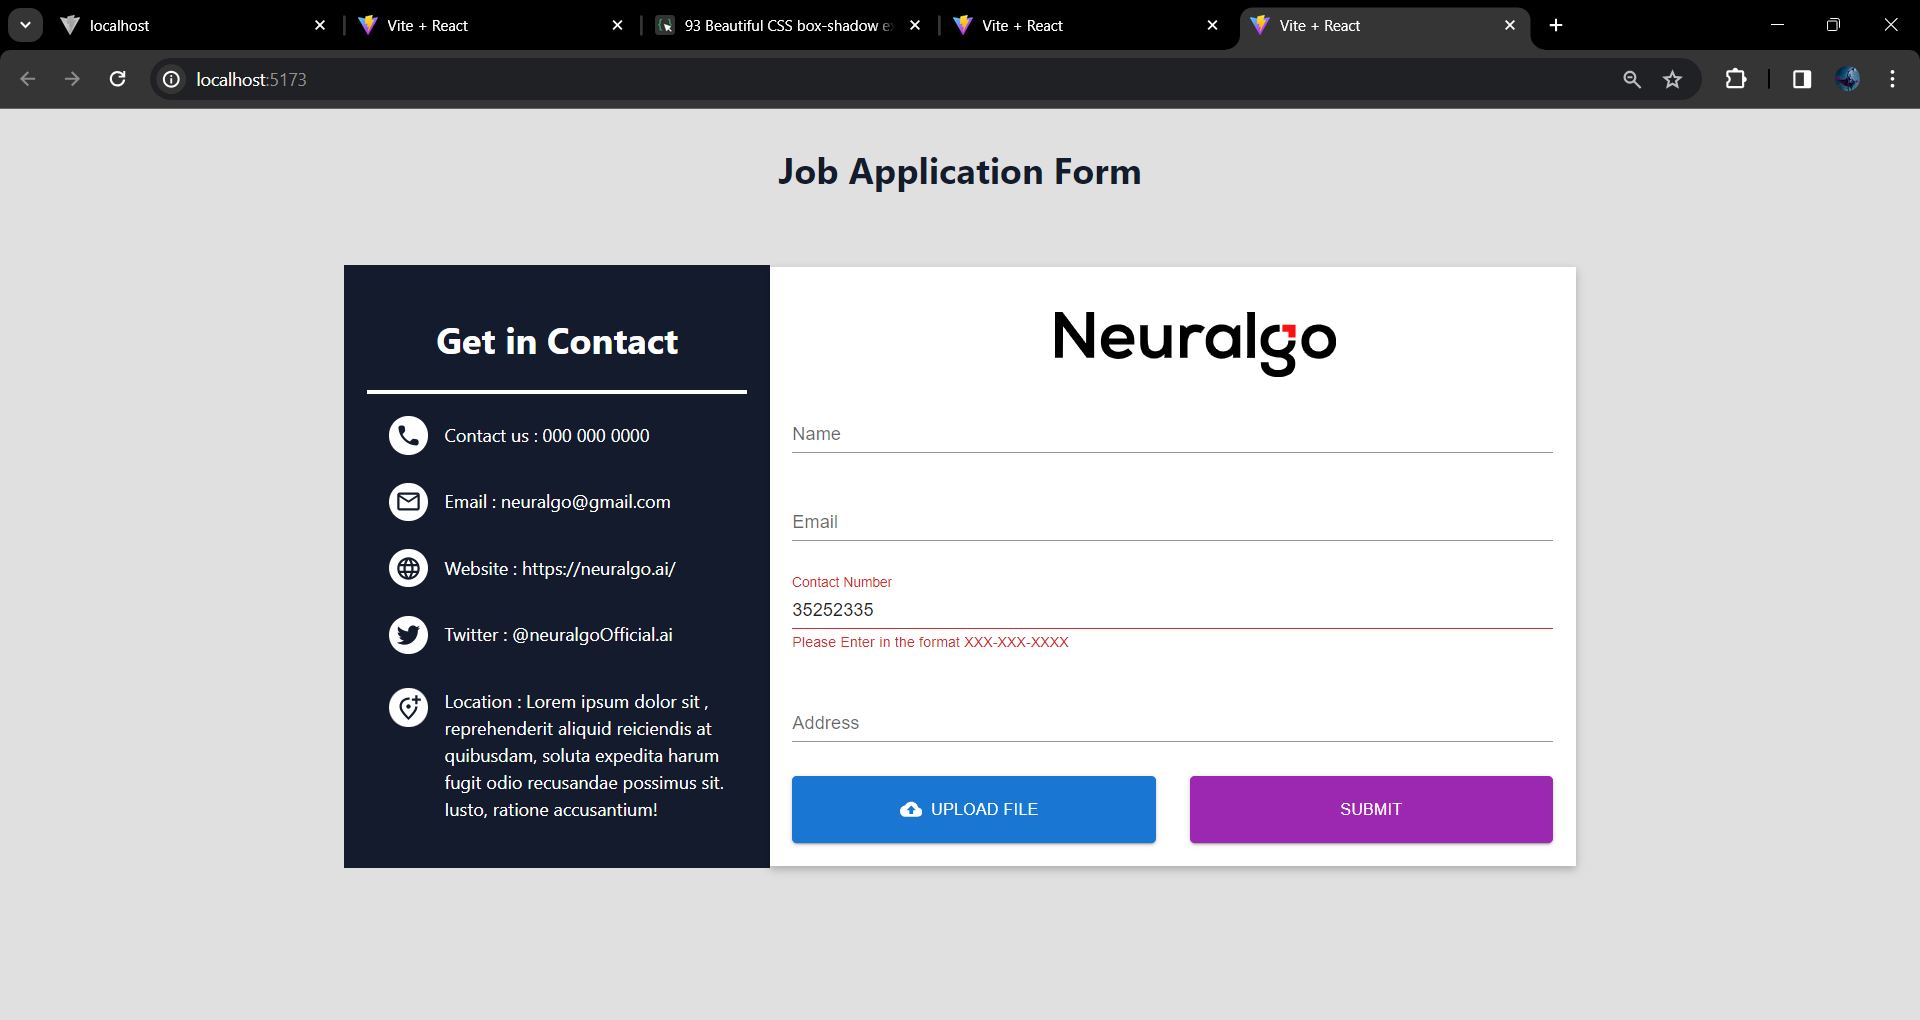 localhost
Vite + React
93 Beautiful CSS box-shadow e
Vite + React
Vite + React
localhost:5173
Job Application Form
Get in Contact
Contact us : 000 000 0000
Email : neuralgo@gmail.com
Website : https://neuralgo.ai/
Twitter : @neuralgoOfficial.ai
Location : Lorem ipsum dolor sit ,
reprehenderit aliquid reiciendis at
quibusdam, soluta expedita harum
fugit odio recusandae possimus sit.
Iusto, ratione accusantium!
Neuralgo
Name
Email
Contact Number
35252335
Please Enter in the format XXX-XXX-XXXX
Address
UPLOAD FILE
SUBMIT